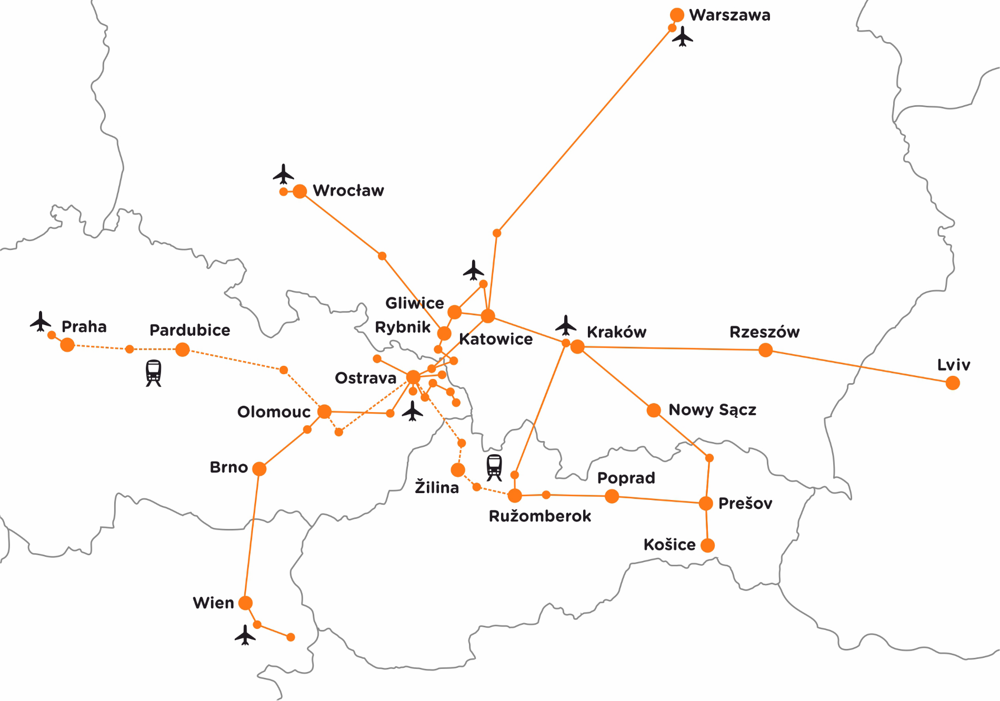 Warszawa
Wrocław
Gliwice
Rybnik
Katowice
Praha
Pardubice
Kraków
Rzeszów
Lviv
Ostrava
Olomouc
Nowy Sącz
Brno
Žilina
Poprad
Prešov
Ružomberok
Košice
Wien